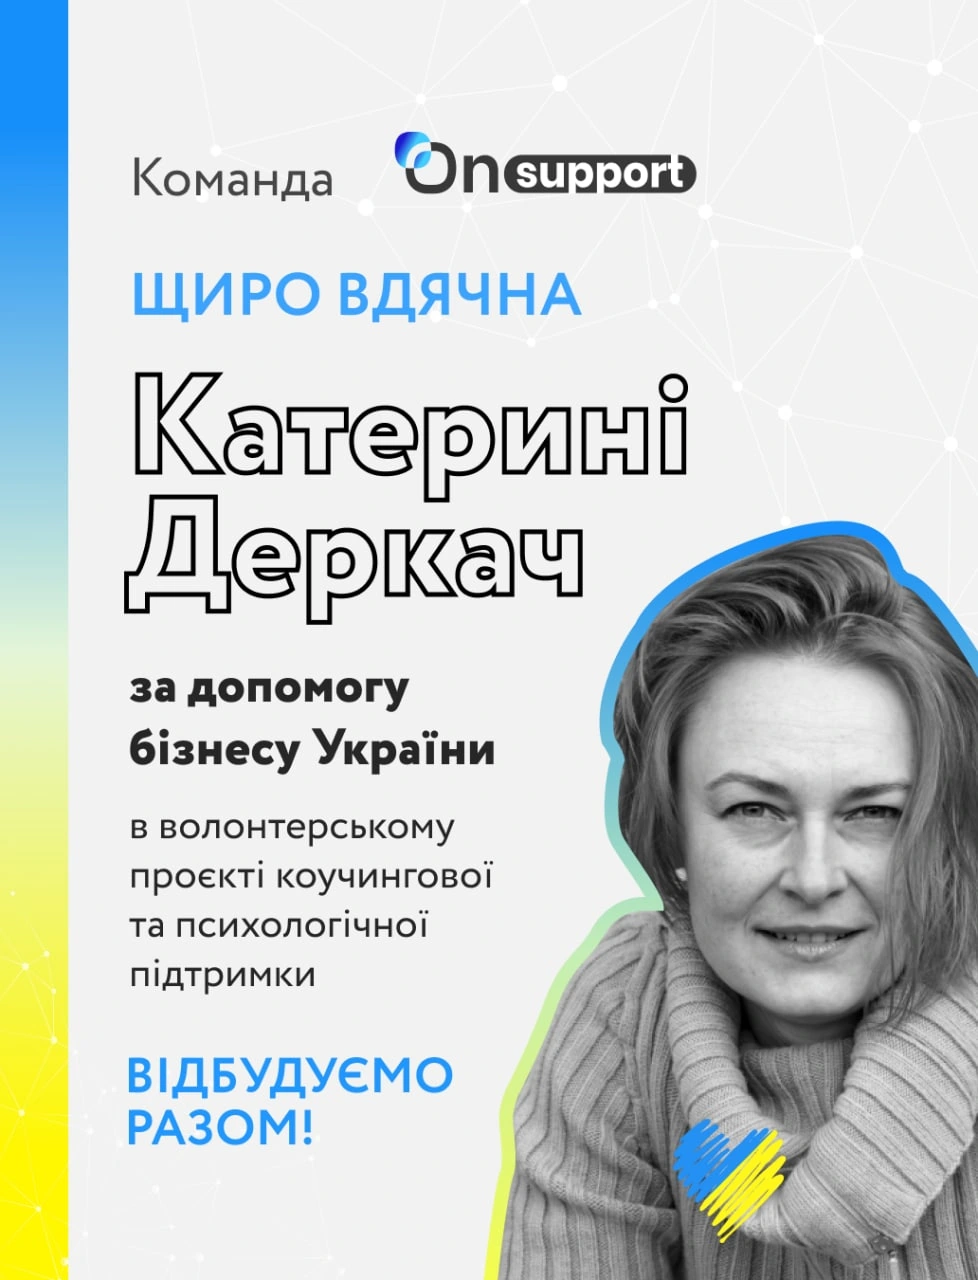 Команда On support
ЩИРО ВДЯЧНА
Катерині
Деркач
за допомогу
бізнесу України
в волонтерському
проєкті коучингової
та психологічної
підтримки
ВІДБУДУЄМО
РАЗОМ!